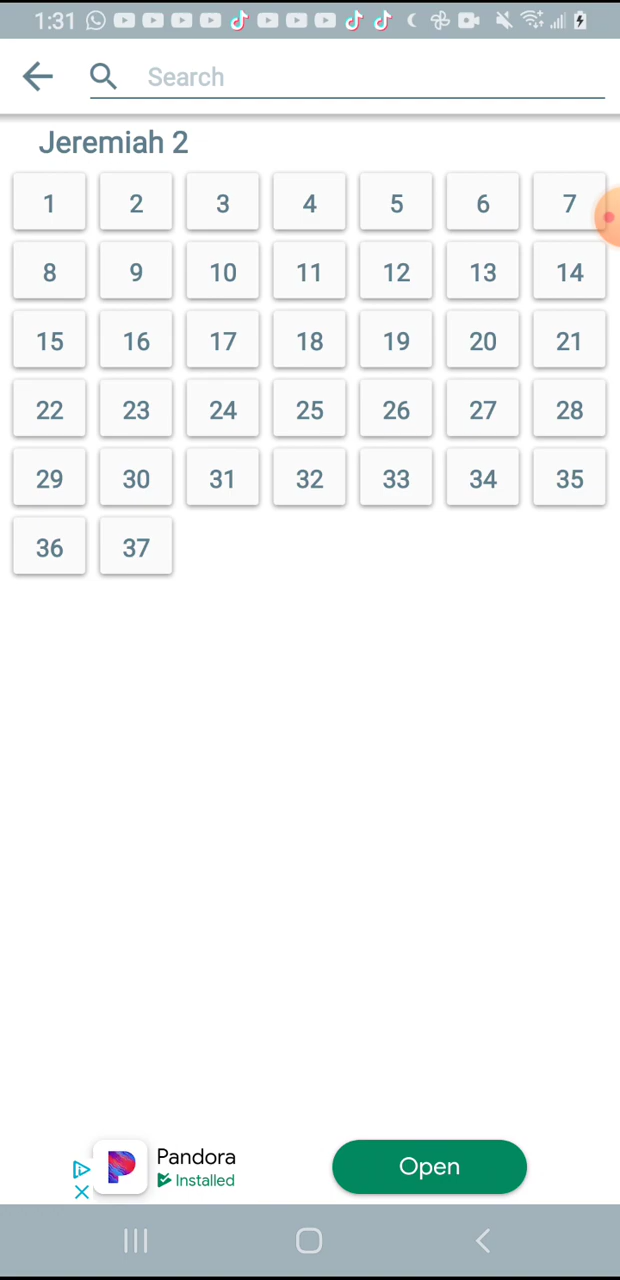 1:31
Search
Jeremiah 2
1 2 3 4 5 6 7
8 9 10 11 12 13 14
15 16 17 18 19 20 21
22 23 24 25 26 27 28
29 30 31 32 33 34 35
36 37
Pandora
Installed
Open